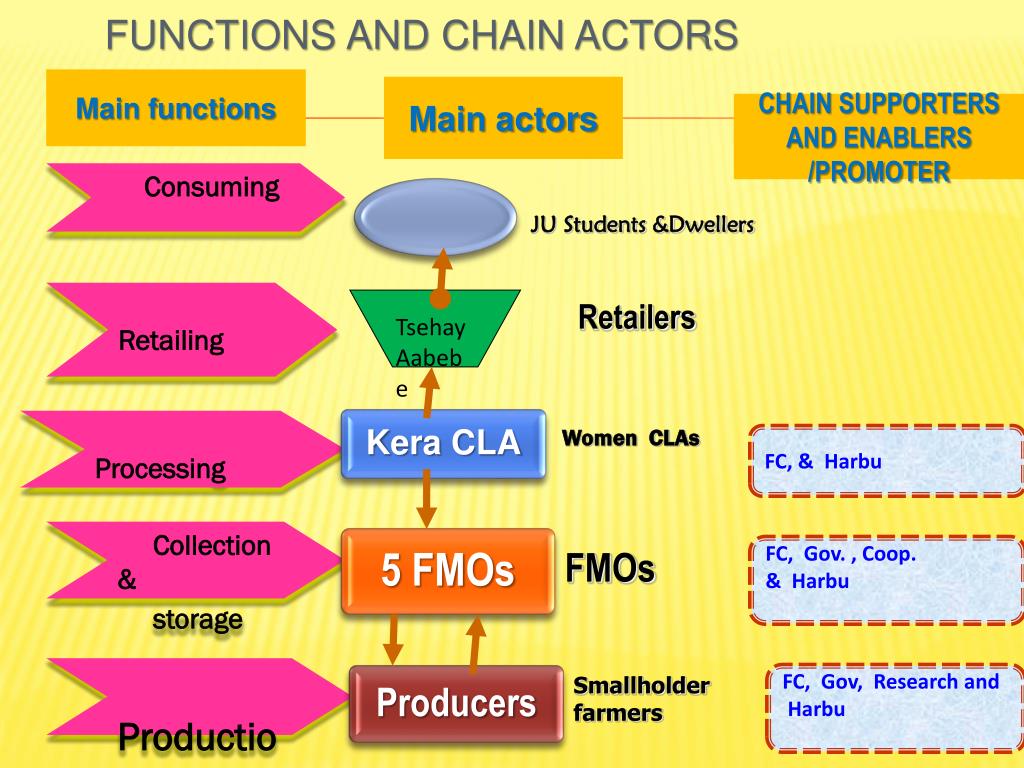 FUNCTIONS AND CHAIN ACTORS
Main functions
Main actors
CHAIN SUPPORTERS
AND ENABLERS
/PROMOTER
Consuming
JU Students &Dwellers
Retailing
Tsehay
Aabeb
e
Retailers
Processing
Kera CLA
Women CLAs
FC, & Harbu
Collection
&
storage
5 FMOs
FMOs
FC, Gov. , Coop.
& Harbu
Productio
Producers
Smallholder
farmers
FC, Gov, Research and
Harbu